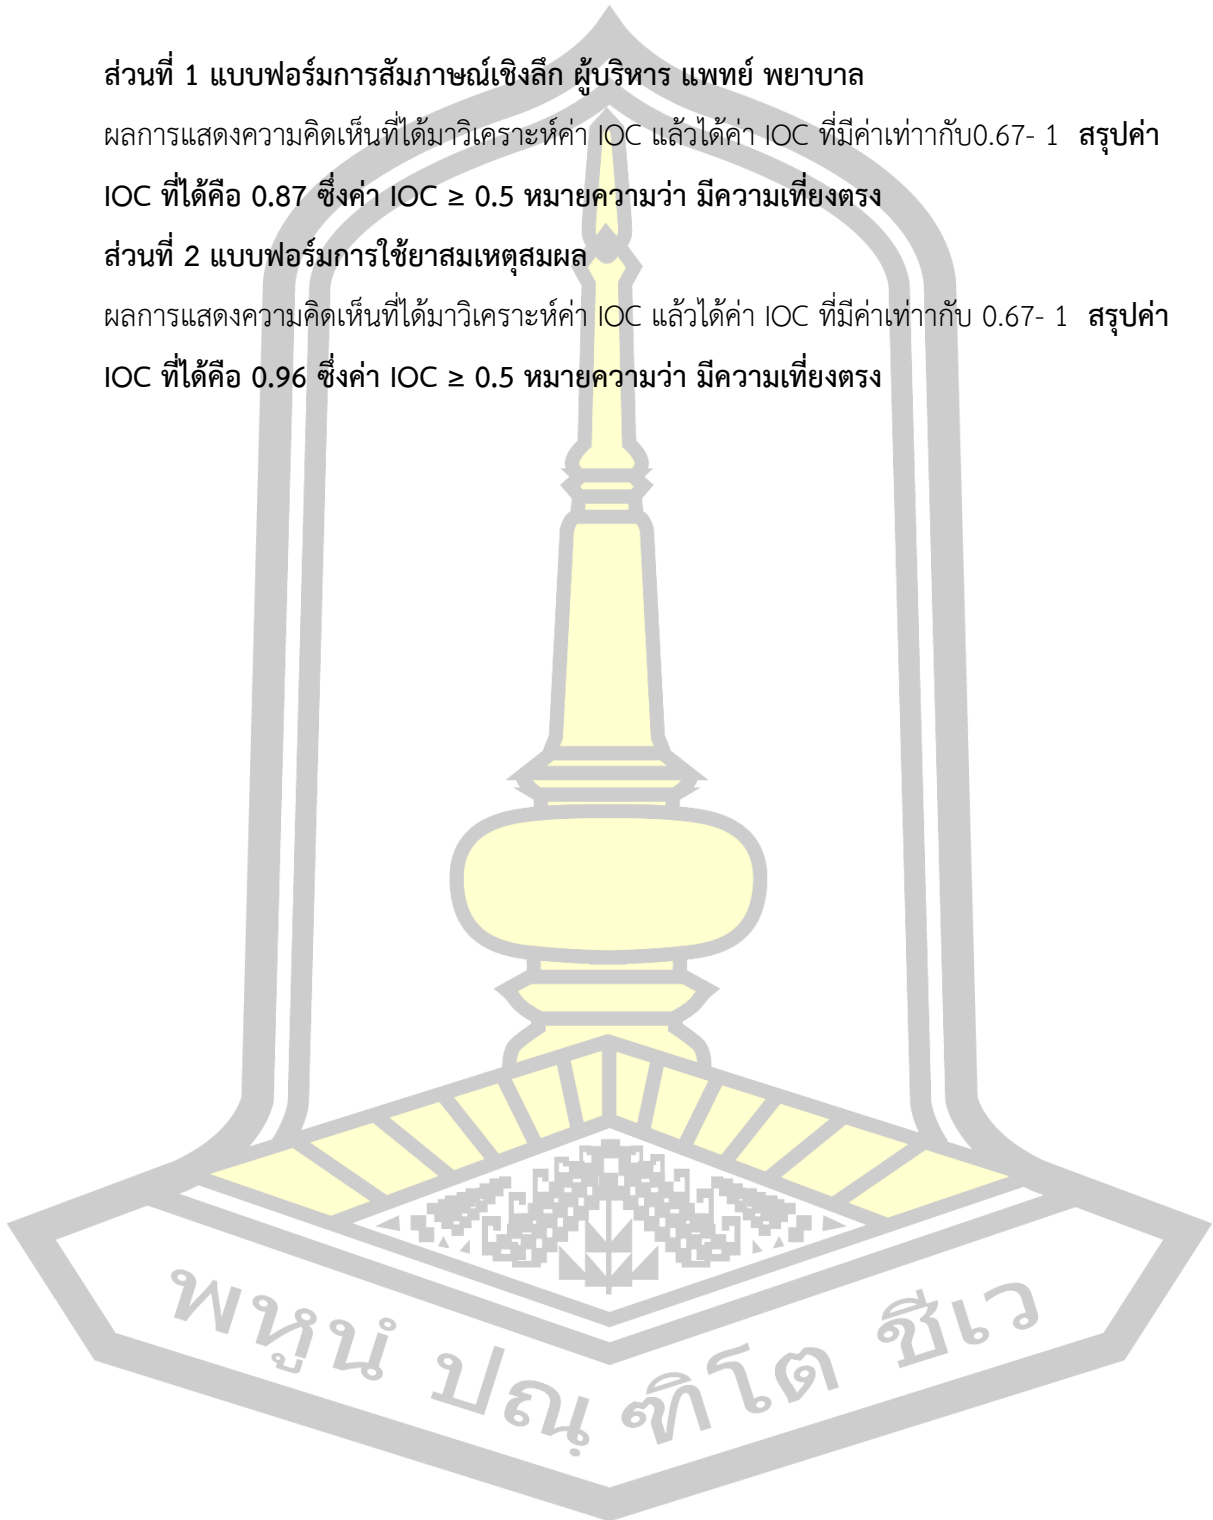 ส่วนที่ 1 แบบฟอร์มการสัมภาษณ์เชิงลึก ผู้บริหาร แพทย์ พยาบาล
ผลการแสดงความคิดเห็นที่ได้มาวิเคราะห์ค่า IOC แล้วได้ค่า IOC ที่มีค่าเท่าากับ0.67- 1 สรุปค่า
IOC ที่ได้คือ 0.87 ซึ่งค่า IOC ≥ 0.5 หมายความว่า มีความเที่ยงตรง
ส่วนที่ 2 แบบฟอร์มการใช้ยาสมเหตุสมผล
ผลการแสดงความคิดเห็นที่ได้มาวิเคราะห์ค่า IOC แล้วได้ค่า IOC ที่มีค่าเท่าากับ 0.67- 1 สรุปค่า
IOC ที่ได้คือ 0.96 ซึ่งค่า IOC ≥ 0.5 หมายความว่า มีความเที่ยงตรง
พหูนํ ปณฺ ฑิโต ชีเว